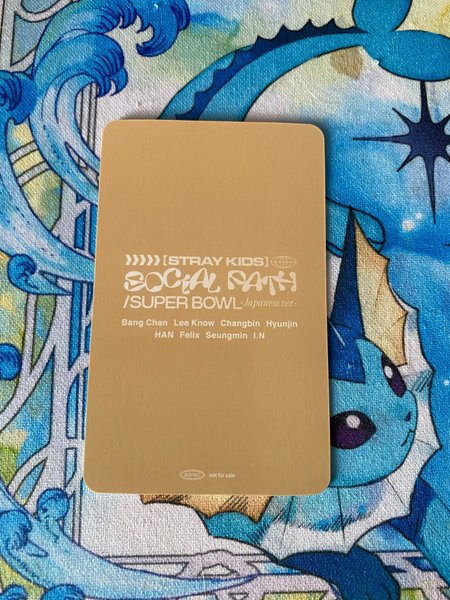 [STRAY KIDS]
SOCIAL PATH
/SUPER BOWL -Japanese ver.-
Bang Chan Lee Know Changbin Hyunjin
HAN Felix Seungmin I.N
not for sale